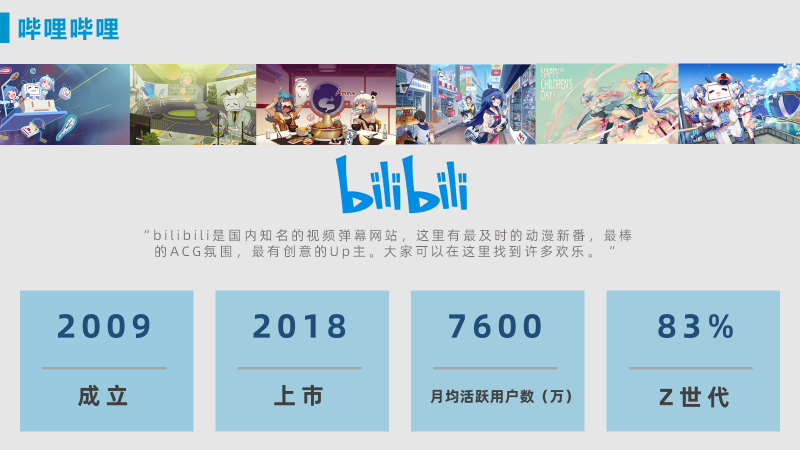 哔哩哔哩
HAPPY
CHILDREN'S
DAY!
bilibili
“bilibili是国内知名的视频弹幕网站，这里有最及时的动漫新番，最棒
的ACG氛围，最有创意的Up主。大家可以在这里找到许多欢乐。“
2009
成立
2018
上市
7600
月均活跃用户数（万）
83%
Z世代